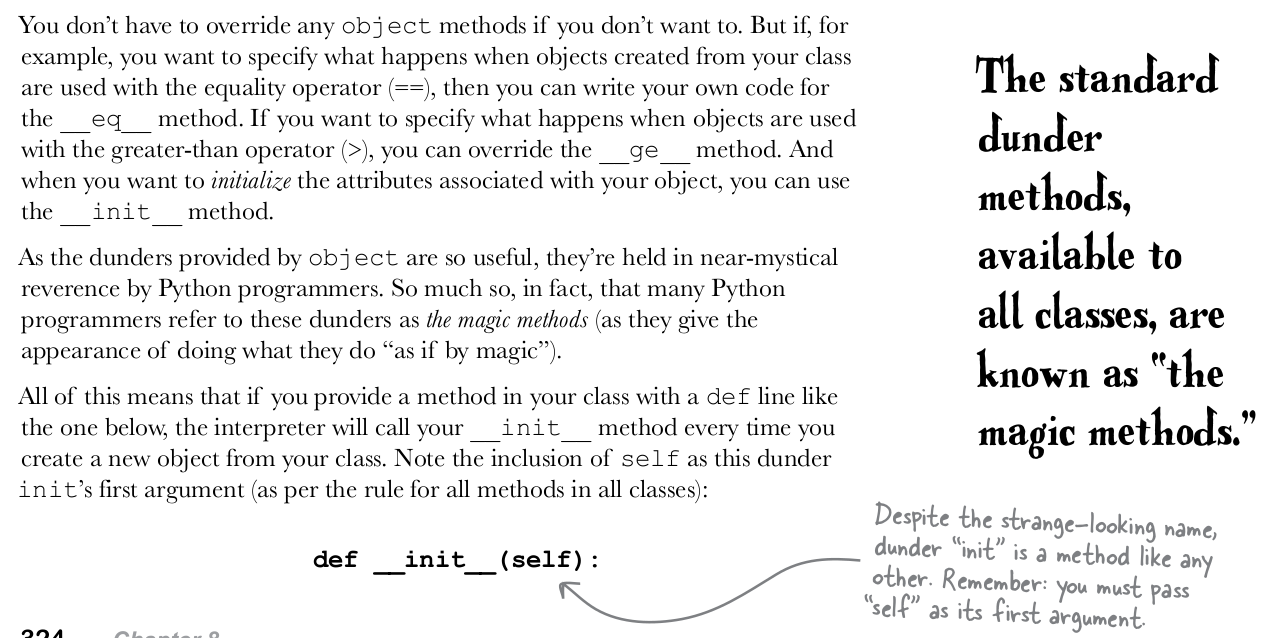 You don’t have to override any object methods if you don’t want to. But if, for
example, you want to specify what happens when objects created from your class
are used with the equality operator (==), then you can write your own code for
the __eq__ method. If you want to specify what happens when objects are used
with the greater-than operator (>), you can override the __ge__ method. And
when you want to initialize the attributes associated with your object, you can use
the __init__ method.
As the dunders provided by object are so useful, they’re held in near-mystical
reverence by Python programmers. So much so, in fact, that many Python
programmers refer to these dunders as the magic methods (as they give the
appearance of doing what they do “as if by magic”).
All of this means that if you provide a method in your class with a def line like
the one below, the interpreter will call your __init__ method every time you
create a new object from your class. Note the inclusion of self as this dunder
init’s first argument (as per the rule for all methods in all classes):
def __init__(self):
The standard
dunder
methods,
available to
all classes, are
known as “the
magic methods.”
Despite the strange-looking name,
dunder “init” is a method like any
other. Remember: you must pass
“self” as its first argument.
324 Chapter 8